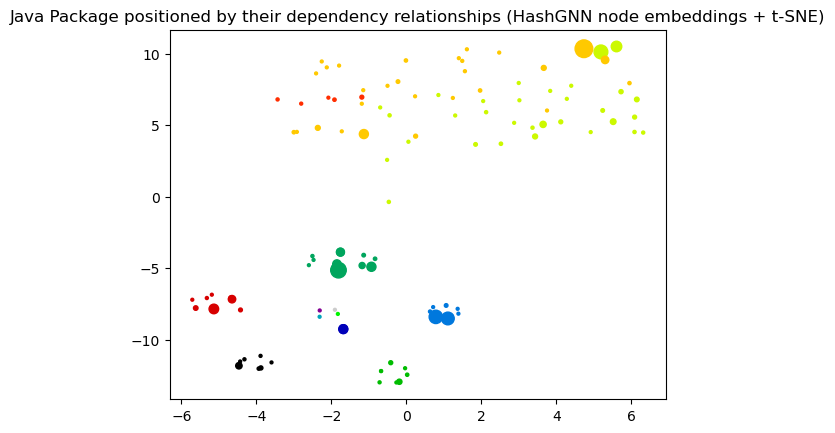 Java Package positioned by their dependency relationships (HashGNN node embeddings + t-SNE)
10
5
0
−5
−10
−6 −4 −2 0 2 4 6